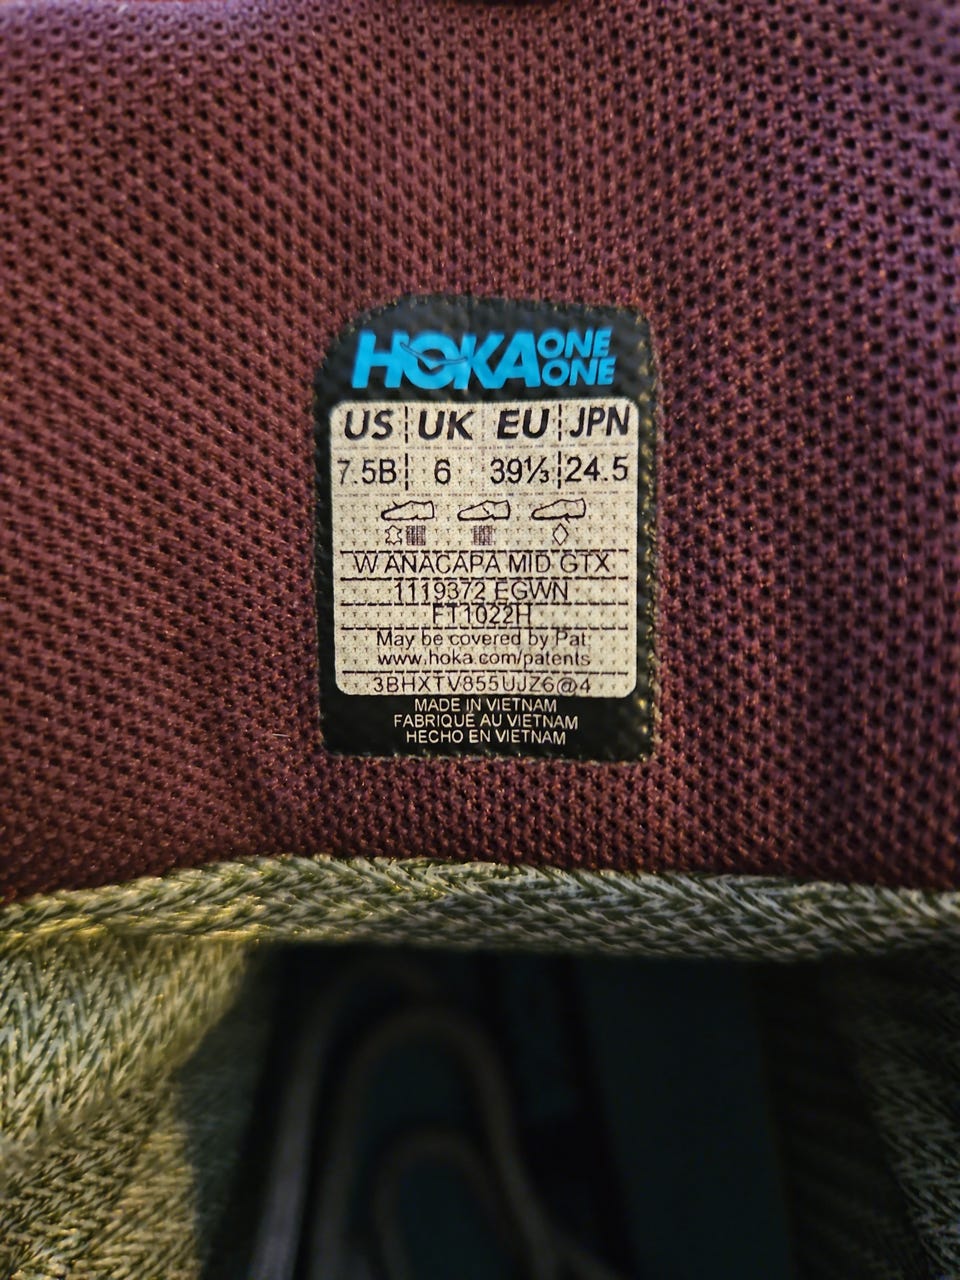 HOKA ONE ONE
US UK EU JPN
7.5B 6 39⅓ 24.5
W ANACAPA MID GTX
1119372 EGWN
FT1022H
May be covered by Pat:
www.hoka.com/patents
3BHXTV855UJZ6@4
MADE IN VIETNAM
FABRIQUÉ AU VIETNAM
HECHO EN VIETNAM